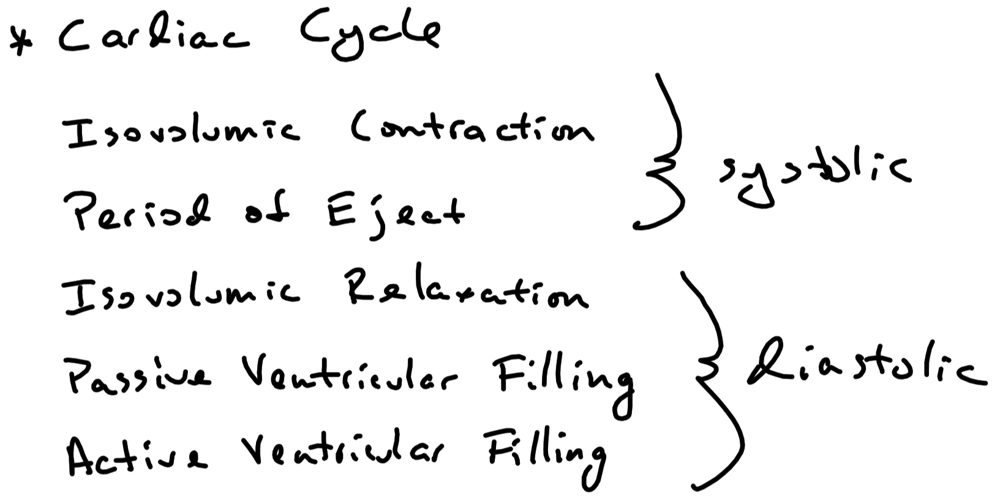 * Cardiac Cycle
Isovolumic Contraction
Period of Eject
systolic
Isovolumic Relaxation
Passive Ventricular Filling
Active Ventricular Filling
diastolic